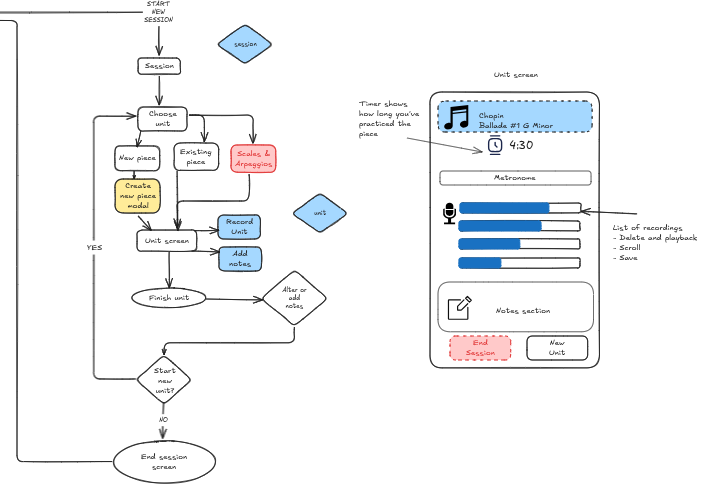 START
NEW
SESSION
session
Session
Choose
unit
New piece
Existing
piece
Scales &
Arpeggios
Create
new piece
modal
unit
Record
Unit
Unit screen
Add
notes
YES
Finish unit
Alter or
add
notes
Start
new
unit?
NO
End session
screen
Unit screen
Timer shows
how long you've
practiced the
piece
Chopin
Ballade #1 G Minor
4:30
Metronome
List of recordings
- Delete and playback
- Scroll
- Save
Notes section
End
Session
New
Unit